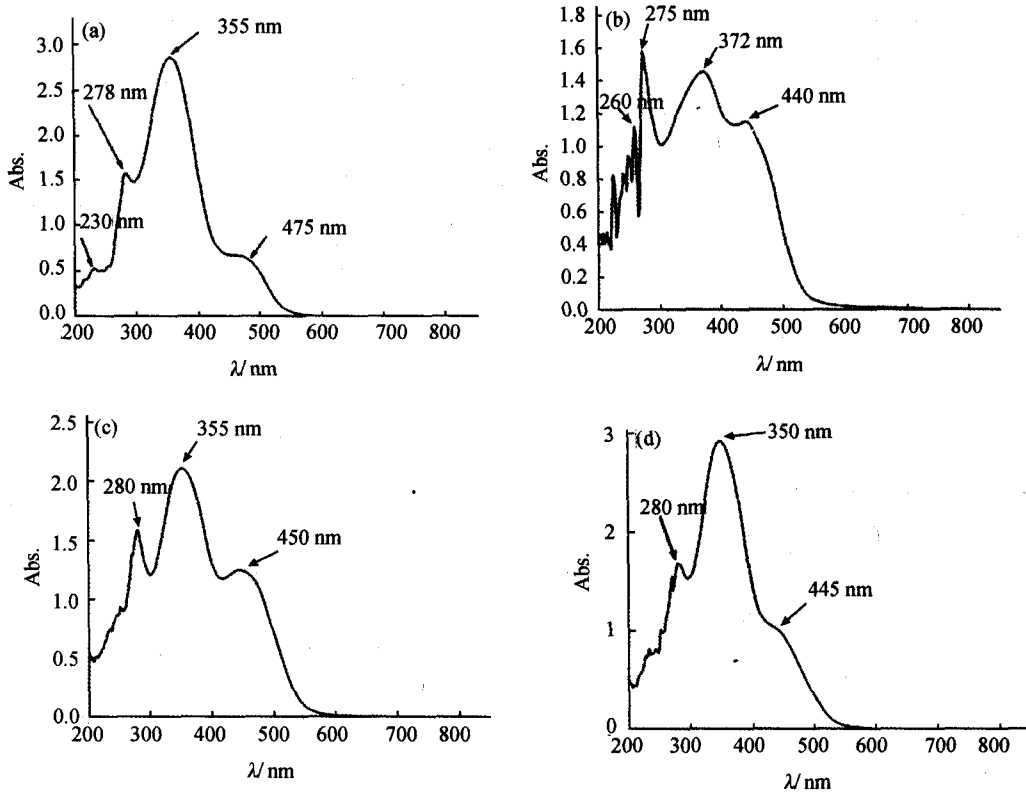 (a)
355 nm
3.0
278 nm
2.5
2.0
Abs.
1.5
230 nm
475 nm
1.0
0.5
0.0
200 300 400 500 600 700 800
λ/ nm
(b)
275 nm
1.8
372 nm
1.6
1.4
440 nm
260 nm
1.2
Abs.
1.0
0.8
0.6
0.4
0.2
0.0
200 300 400 500 600 700 800
λ/ nm
(c)
2.5
355 nm
280 nm
2.0
450 nm
1.5
Abs.
1.0
0.5
0.0
200 300 400 500 600 700 800
λ/ nm
(d)
3
350 nm
280 nm
2
Abs.
445 nm
1
0
200 300 400 500 600 700 800
λ/ nm